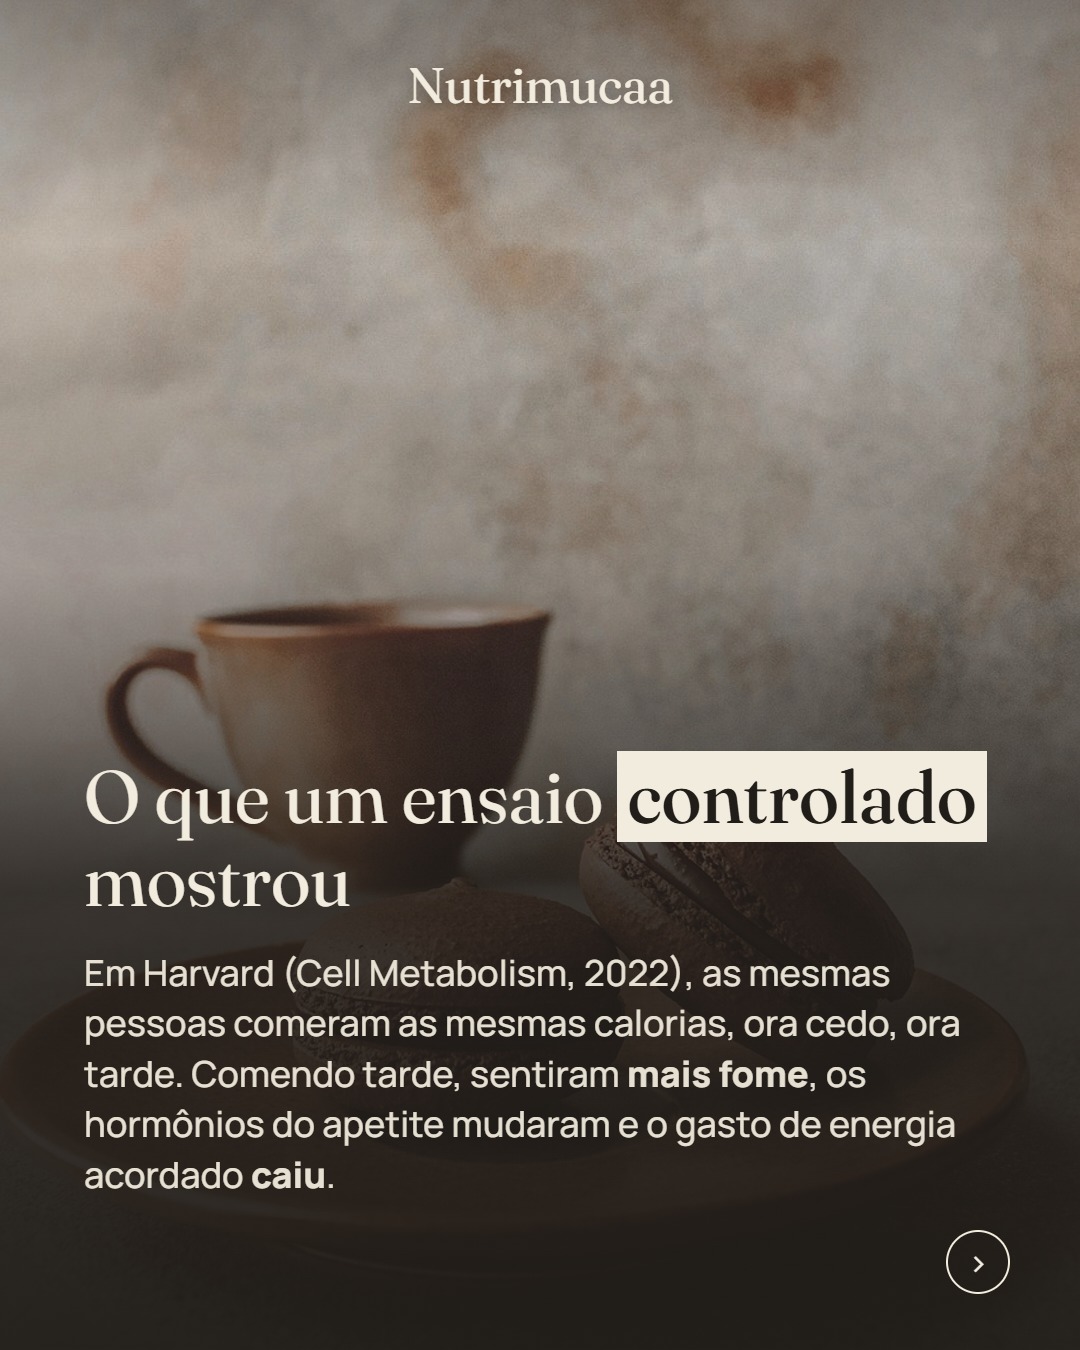 Nutrimucaa
O que um ensaio controlado
mostrou
Em Harvard (Cell Metabolism, 2022), as mesmas
pessoas comeram as mesmas calorias, ora cedo, ora
tarde. Comendo tarde, sentiram mais fome, os
hormônios do apetite mudaram e o gasto de energia
acordado caiu.